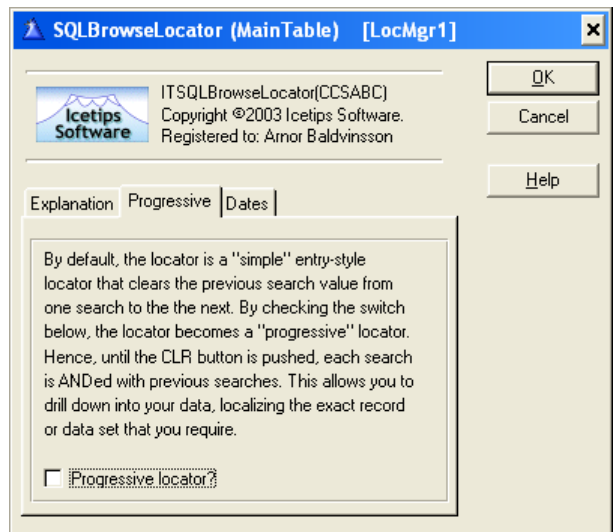 SQLBrowseLocator (MainTable) [LocMgr1]
Icetips
Software
ITSQLBrowseLocator(CCSABC)
Copyright ©2003 Icetips Software.
Registered to: Arnor Baldvinsson
OK
Cancel
Help
Explanation Progressive Dates
By default, the locator is a "simple" entry-style
locator that clears the previous search value from
one search to the the next. By checking the switch
below, the locator becomes a "progressive" locator.
Hence, until the CLR button is pushed, each search
is ANDed with previous searches. This allows you to
drill down into your data, localizing the exact record
or data set that you require.
Progressive locator?